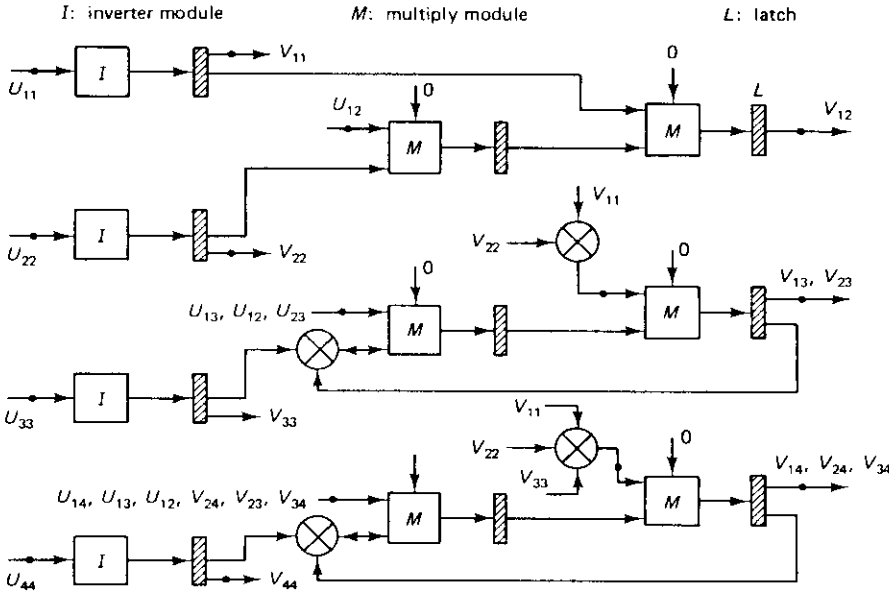 I: inverter module M: multiply module L: latch
V₁₁
I
U₁₁
0
L
V₁₂
M
0
U₁₂
M
V₁₁
I
U₂₂
V₂₂
V₂₂
0
0
V₁₃, V₂₃
U₁₃, U₁₂, U₂₃
M
M
I
U₃₃
V₃₃
V₁₁
V₂₂
0
V₃₃
V₁₄, V₂₄, V₃₄
U₁₄, U₁₃, U₁₂, V₂₄, V₂₃, V₃₄
M
M
I
U₄₄
V₄₄